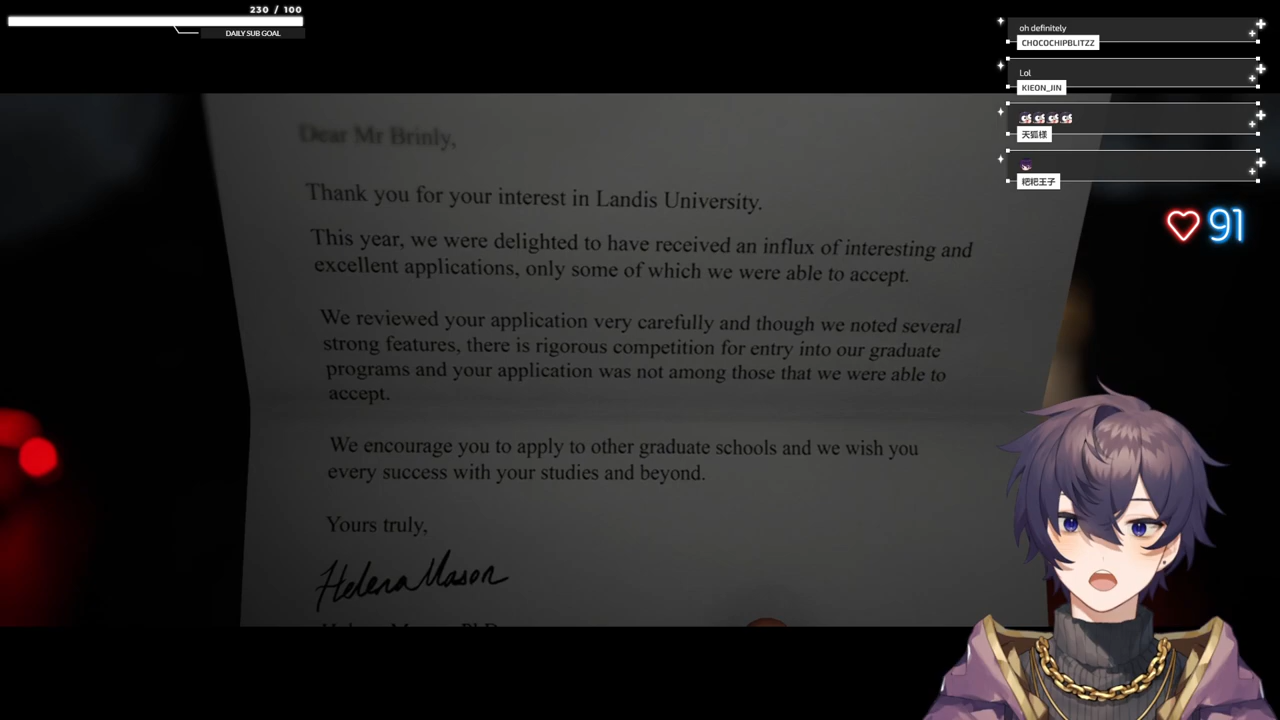 230 / 100
DAILY SUB GOAL
oh definitely
CHOCOCHIPBLITZZ
Lol
KIEON_JIN
天狐様
粑粑王子
91
Dear Mr Brinly,
Thank you for your interest in Landis University.
This year, we were delighted to have received an influx of interesting and
excellent applications, only some of which we were able to accept.
We reviewed your application very carefully and though we noted several
strong features, there is rigorous competition for entry into our graduate
programs and your application was not among those that we were able to
accept.
We encourage you to apply to other graduate schools and we wish you
every success with your studies and beyond.
Yours truly,
Helena Mason